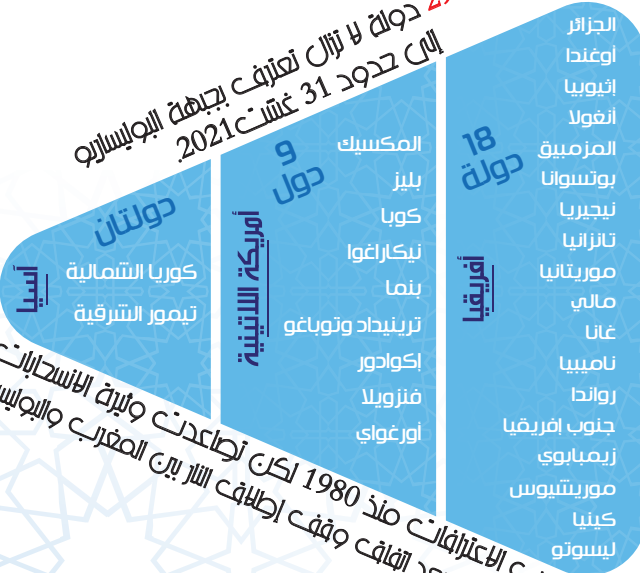 دولة لا تزال تعترف بجبهة البوليساريو
إلى حدود 31 غشت 2021.
أفريقيا
18
دولة
الجزائر
أوغندا
إثيوبيا
أنغولا
المزمبيق
بوتسوانا
نيجيريا
تانزانيا
موريتانيا
مالي
غانا
ناميبيا
رواندا
جنوب إفريقيا
زيمبابوي
موريشيوس
كينيا
ليسوتو
أمريكة اللاتينية
9
دول
المكسيك
بليز
كوبا
نيكاراغوا
بنما
ترينيداد وتوباغو
إكوادور
فنزويلا
أورغواي
آسيا
دولتان
كوريا الشمالية
تيمور الشرقية
الاعترافات منذ 1980 لكن تصاعدت وثيرة الانسحابات
اتفاق وقف إطلاق النار بين المغرب